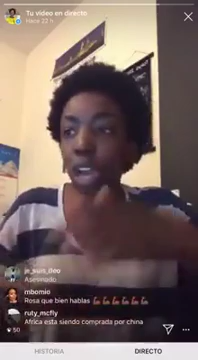 Tu video en directo
Hace 22 h
je_suis_deo
Asesinado
mbomio
Rosa que bien hablas 💪🏾💪🏾💪🏾💪🏾💪🏾💪🏾
ruty_mcfly
Africa esta siendo comprada por china
50
HISTORIA
DIRECTO